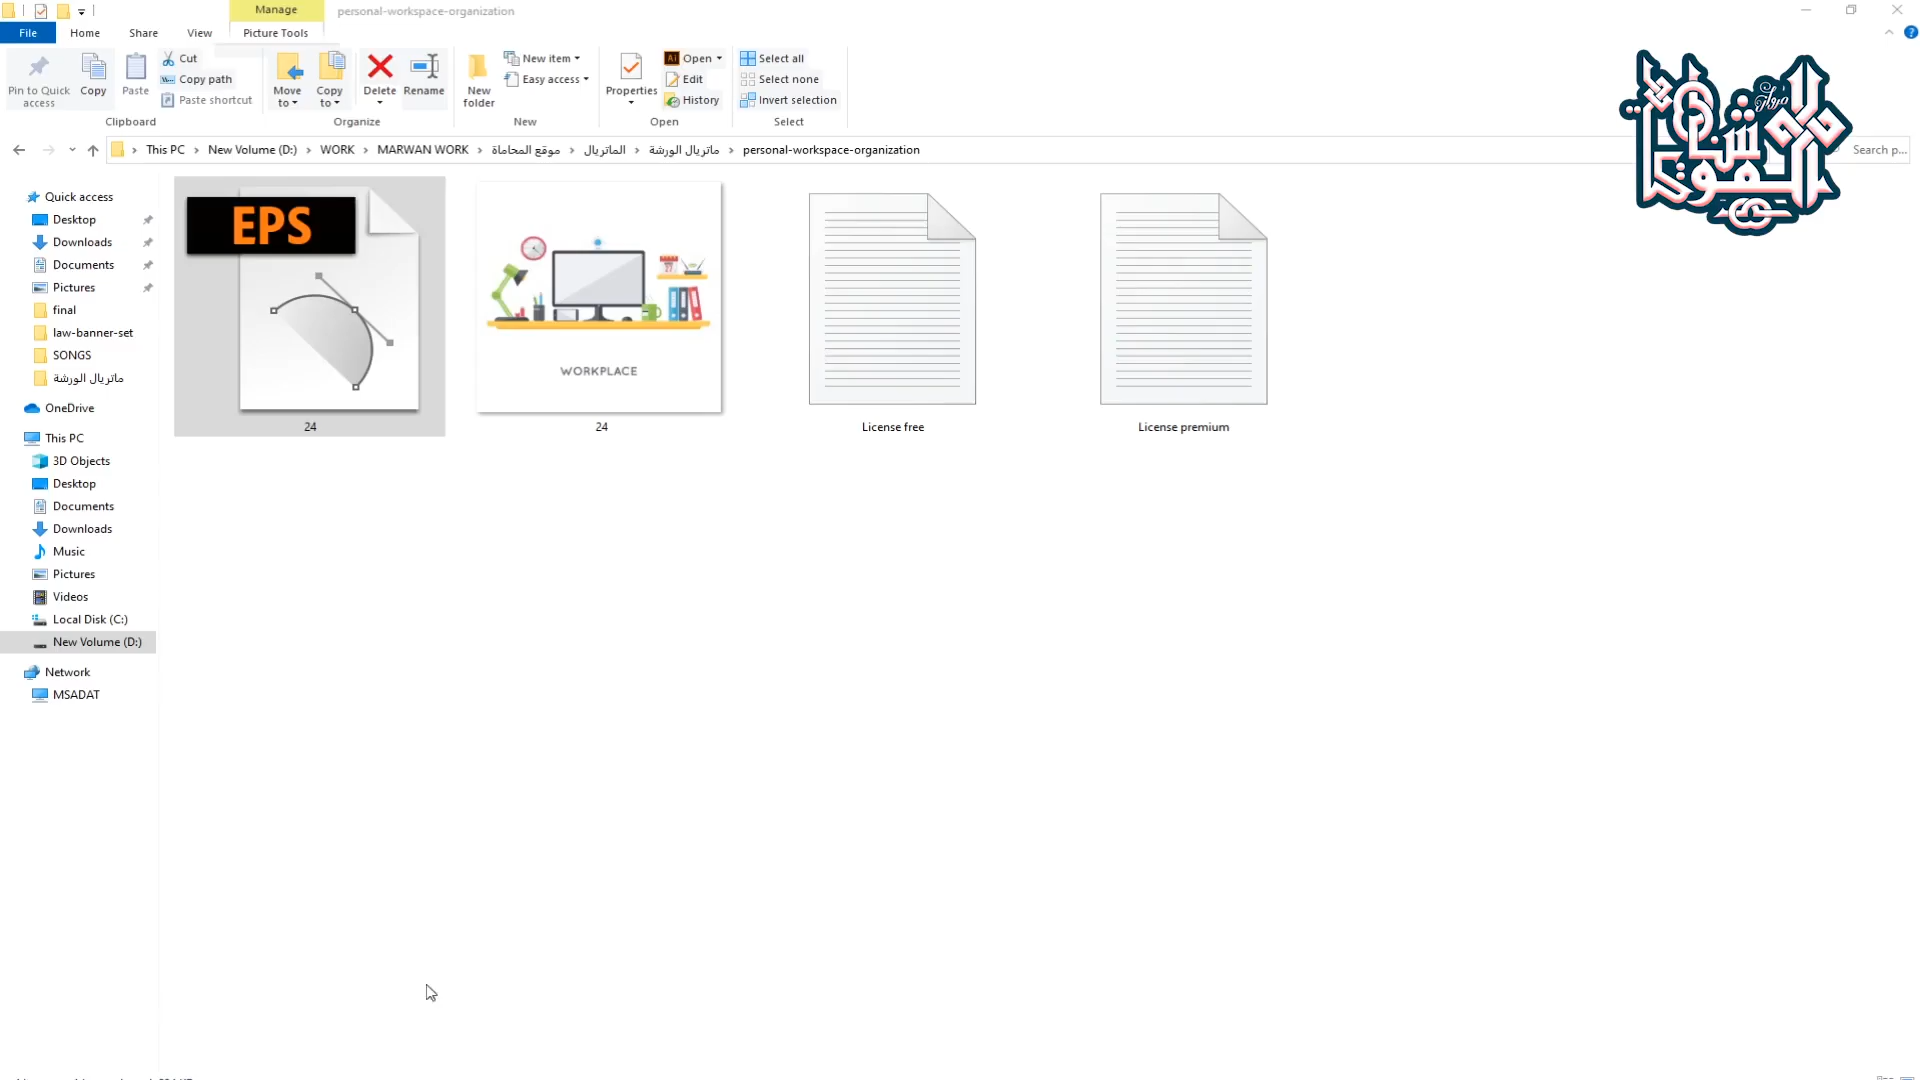 Manage
personal-workspace-organization
File
Home
Share
View
Picture Tools
Pin to Quick access
Copy
Paste
Cut
Copy path
Paste shortcut
Clipboard
Move to
Copy to
Delete
Rename
Organize
New folder
New item
Easy access
New
Properties
Open
Edit
History
Open
Select all
Select none
Invert selection
Select
This PC › New Volume (D:) › WORK › MARWAN WORK › موقع المحاماة › الماتريال › ماتريال الورشة › personal-workspace-organization
Search p...
Quick access
Desktop
Downloads
Documents
Pictures
final
law-banner-set
SONGS
ماتريال الورشة
OneDrive
This PC
3D Objects
Desktop
Documents
Downloads
Music
Pictures
Videos
Local Disk (C:)
New Volume (D:)
Network
MSADAT
EPS
24
WORKPLACE
24
License free
License premium